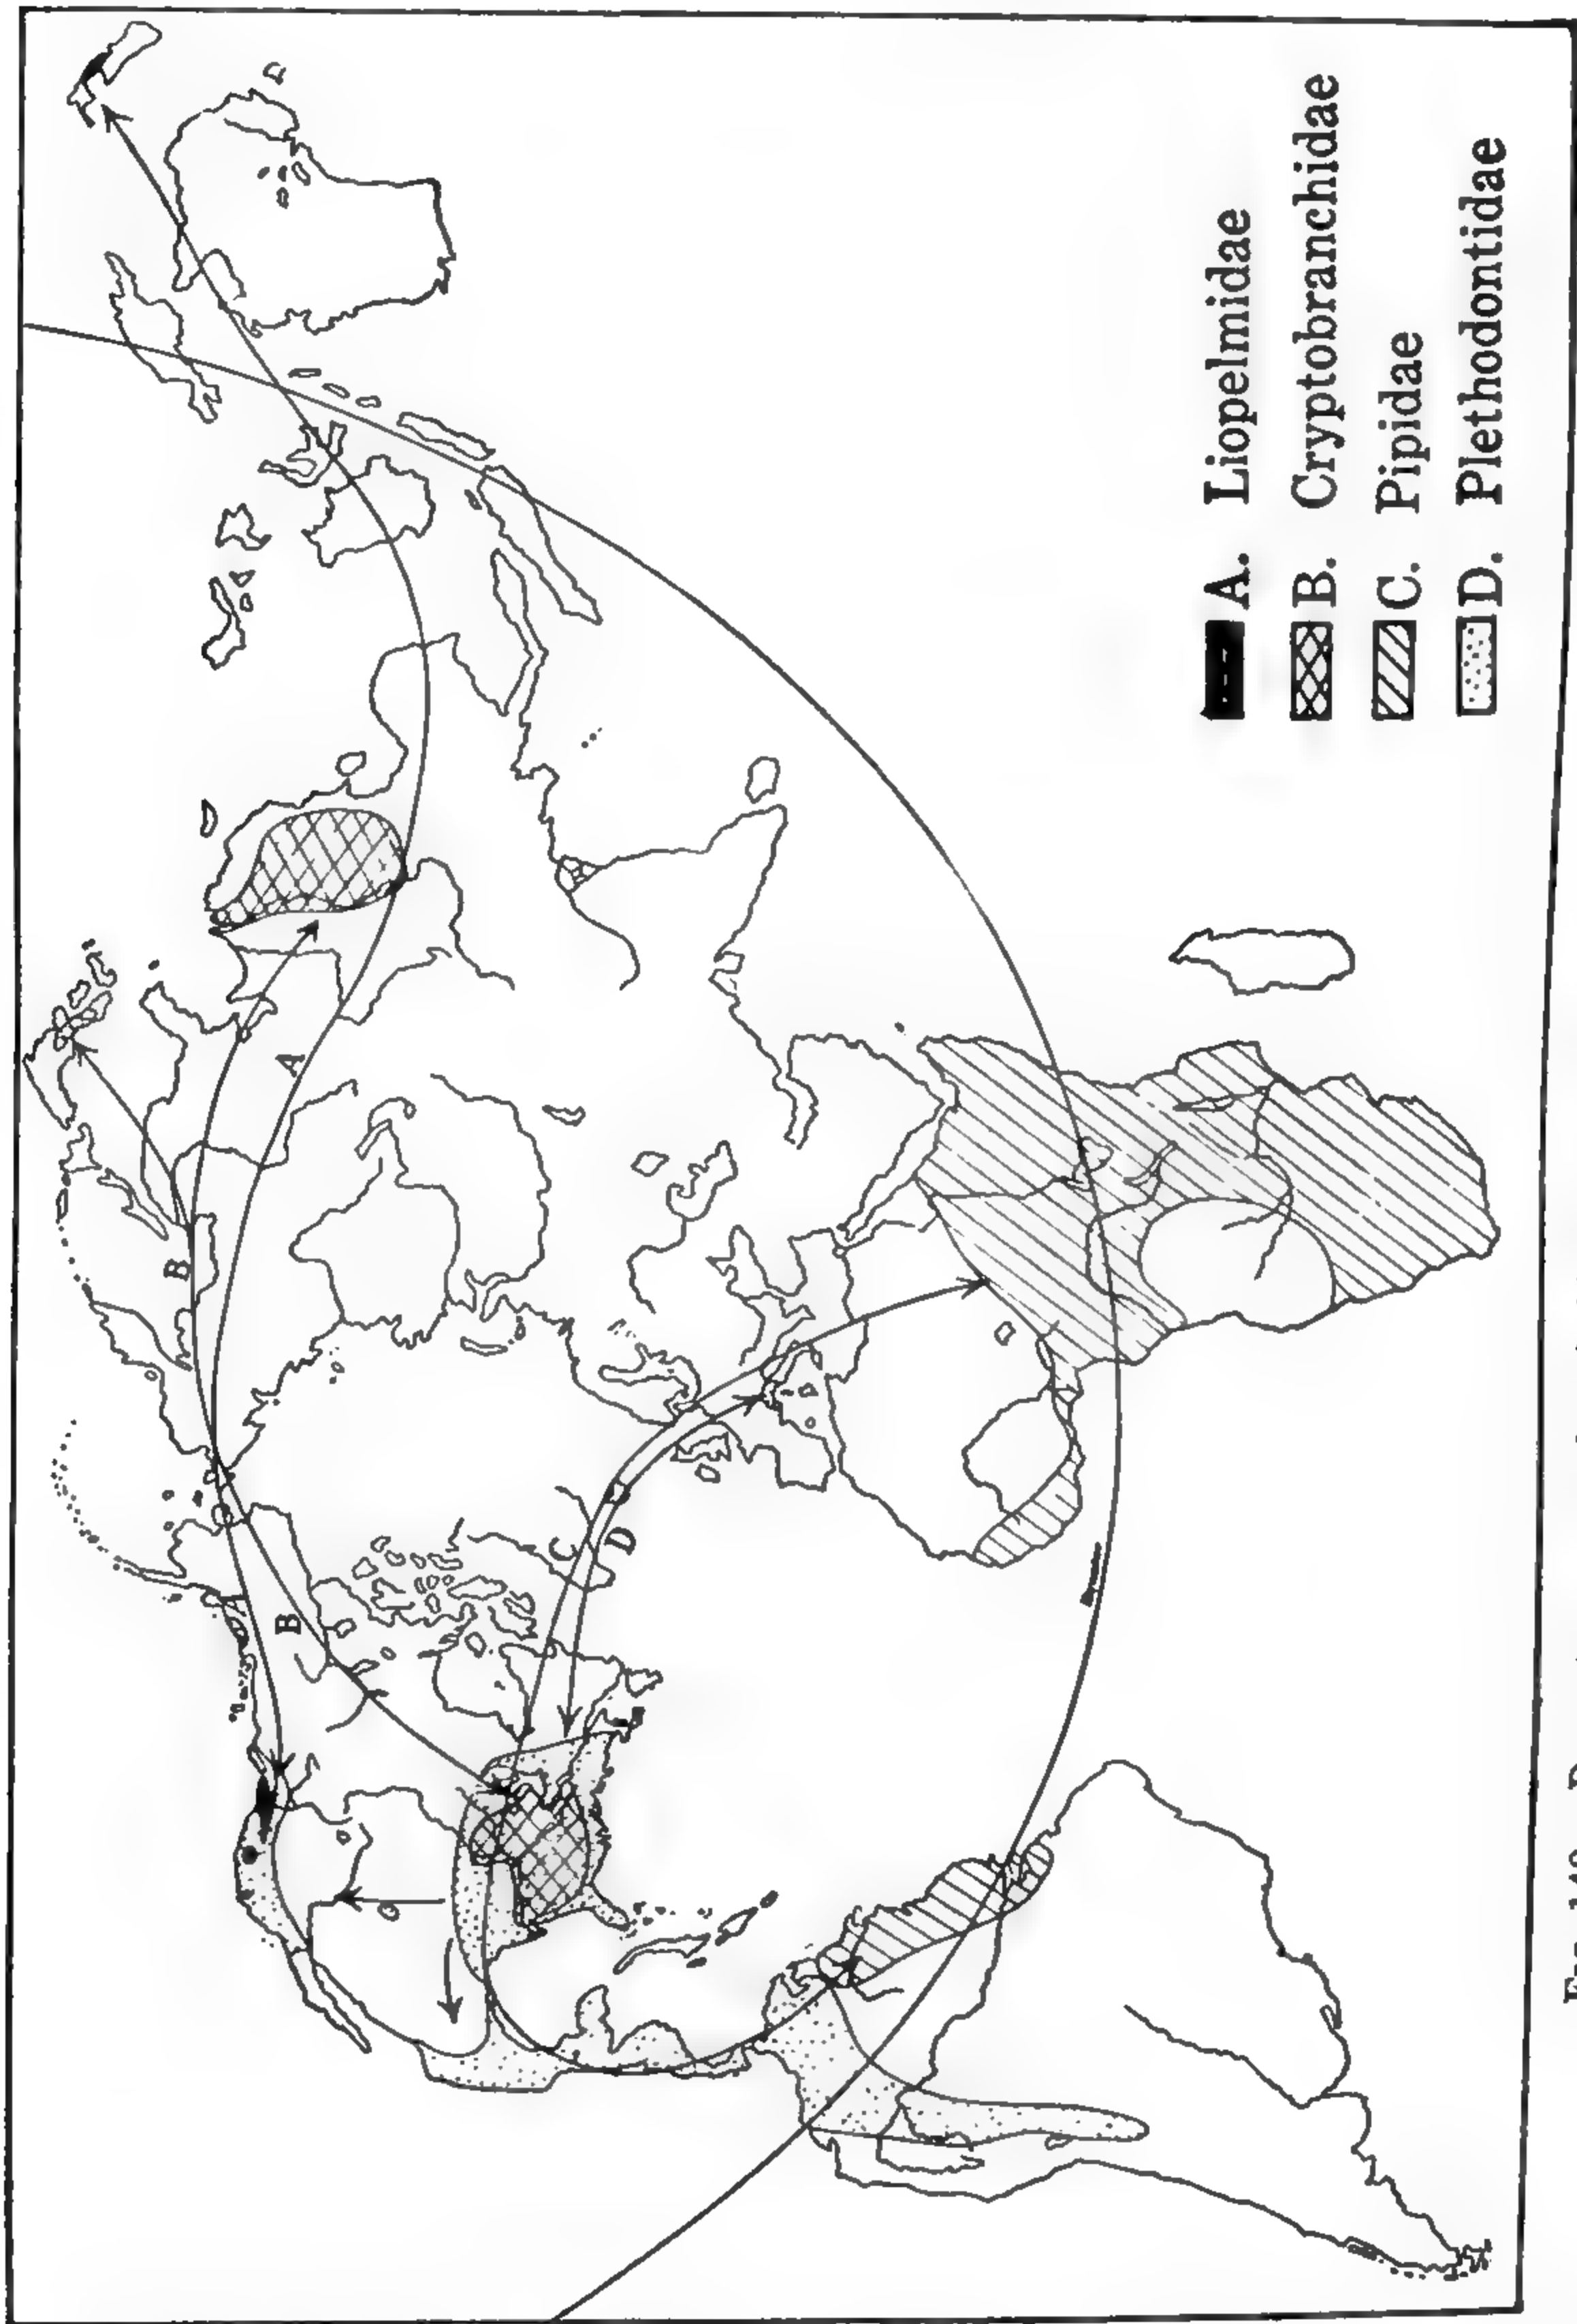 A. Liopelmidae
B. Cryptobranchidae
C. Pipidae
D. Plethodontidae
A
B
B
C
D